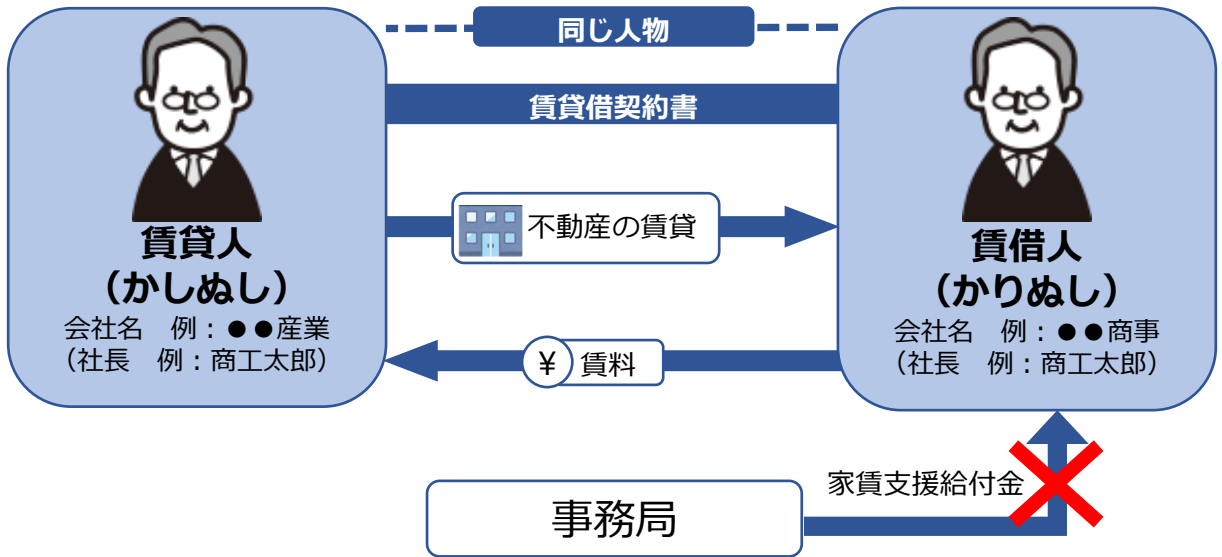 同じ人物
賃貸借契約書
賃貸人
（かしぬし）
会社名　例：●●産業
（社長　例：商工太郎）
不動産の賃貸
¥ 賃料
賃借人
（かりぬし）
会社名　例：●●商事
（社長　例：商工太郎）
家賃支援給付金
事務局